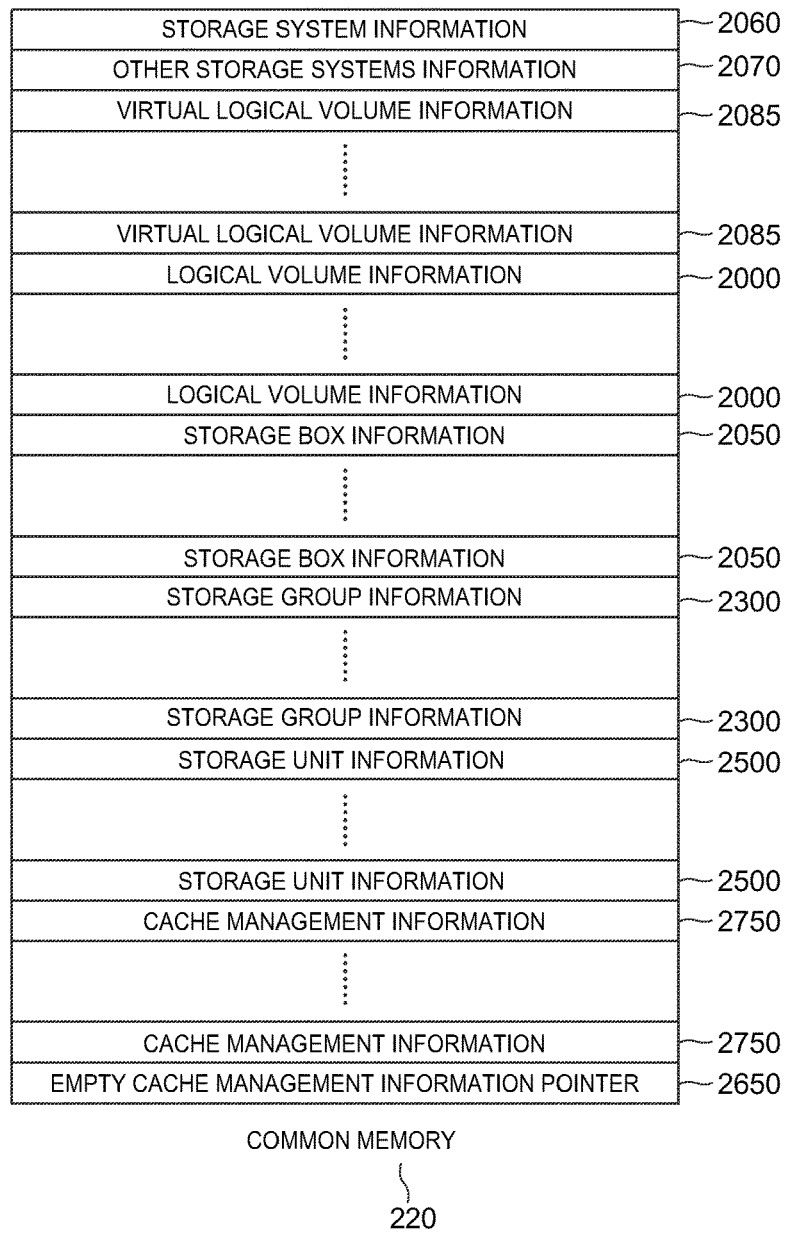 STORAGE SYSTEM INFORMATION 2060
OTHER STORAGE SYSTEMS INFORMATION 2070
VIRTUAL LOGICAL VOLUME INFORMATION 2085
VIRTUAL LOGICAL VOLUME INFORMATION 2085
LOGICAL VOLUME INFORMATION 2000
LOGICAL VOLUME INFORMATION 2000
STORAGE BOX INFORMATION 2050
STORAGE BOX INFORMATION 2050
STORAGE GROUP INFORMATION 2300
STORAGE GROUP INFORMATION 2300
STORAGE UNIT INFORMATION 2500
STORAGE UNIT INFORMATION 2500
CACHE MANAGEMENT INFORMATION 2750
CACHE MANAGEMENT INFORMATION 2750
EMPTY CACHE MANAGEMENT INFORMATION POINTER 2650
COMMON MEMORY
220